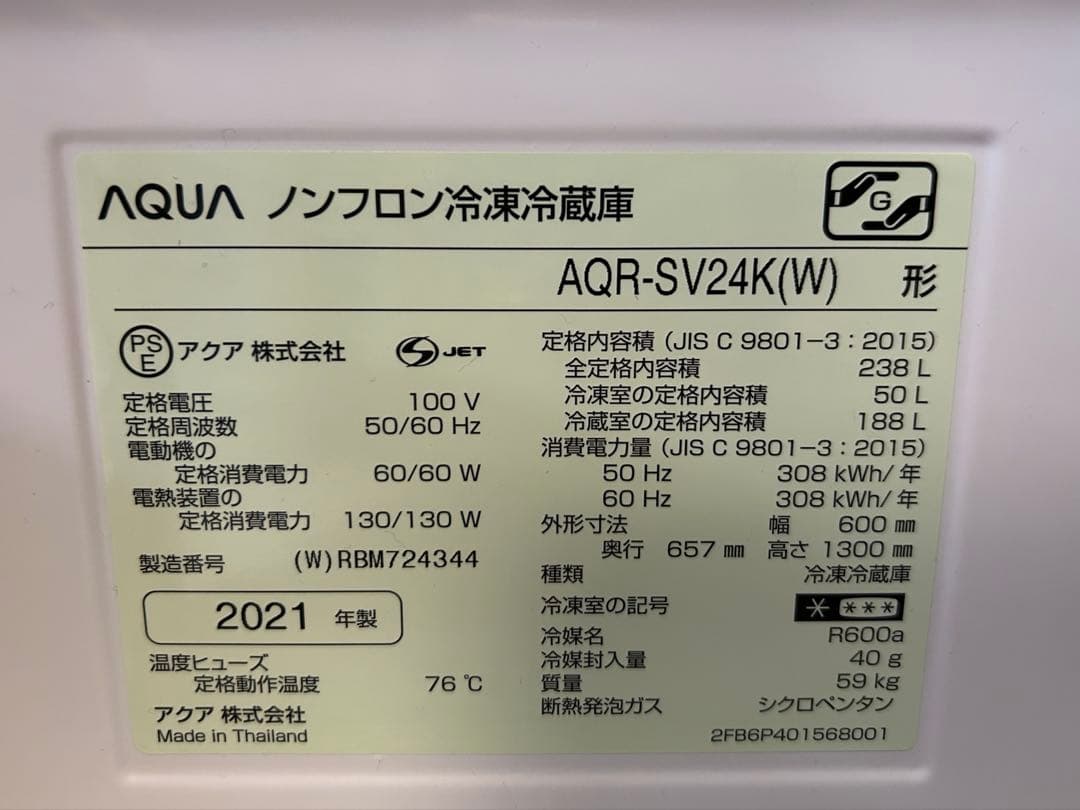 AQUA ノンフロン冷凍冷蔵庫
G
AQR-SV24K(W) 形
PS E アクア 株式会社 S JET
定格電圧 100 V
定格周波数 50/60 Hz
電動機の
定格消費電力 60/60 W
電熱装置の
定格消費電力 130/130 W
製造番号 (W)RBM724344
2021 年製
温度ヒューズ
定格動作温度 76 ℃
アクア 株式会社
Made in Thailand
定格内容積 (JIS C 9801-3:2015)
全定格内容積 238 L
冷凍室の定格内容積 50 L
冷蔵室の定格内容積 188 L
消費電力量 (JIS C 9801-3:2015)
50 Hz 308 kWh/年
60 Hz 308 kWh/年
外形寸法 幅 600 ㎜
奥行 657 ㎜ 高さ 1300 ㎜
種類 冷凍冷蔵庫
冷凍室の記号 * ***
冷媒名 R600a
冷媒封入量 40 g
質量 59 kg
断熱発泡ガス シクロペンタン
2FB6P401568001